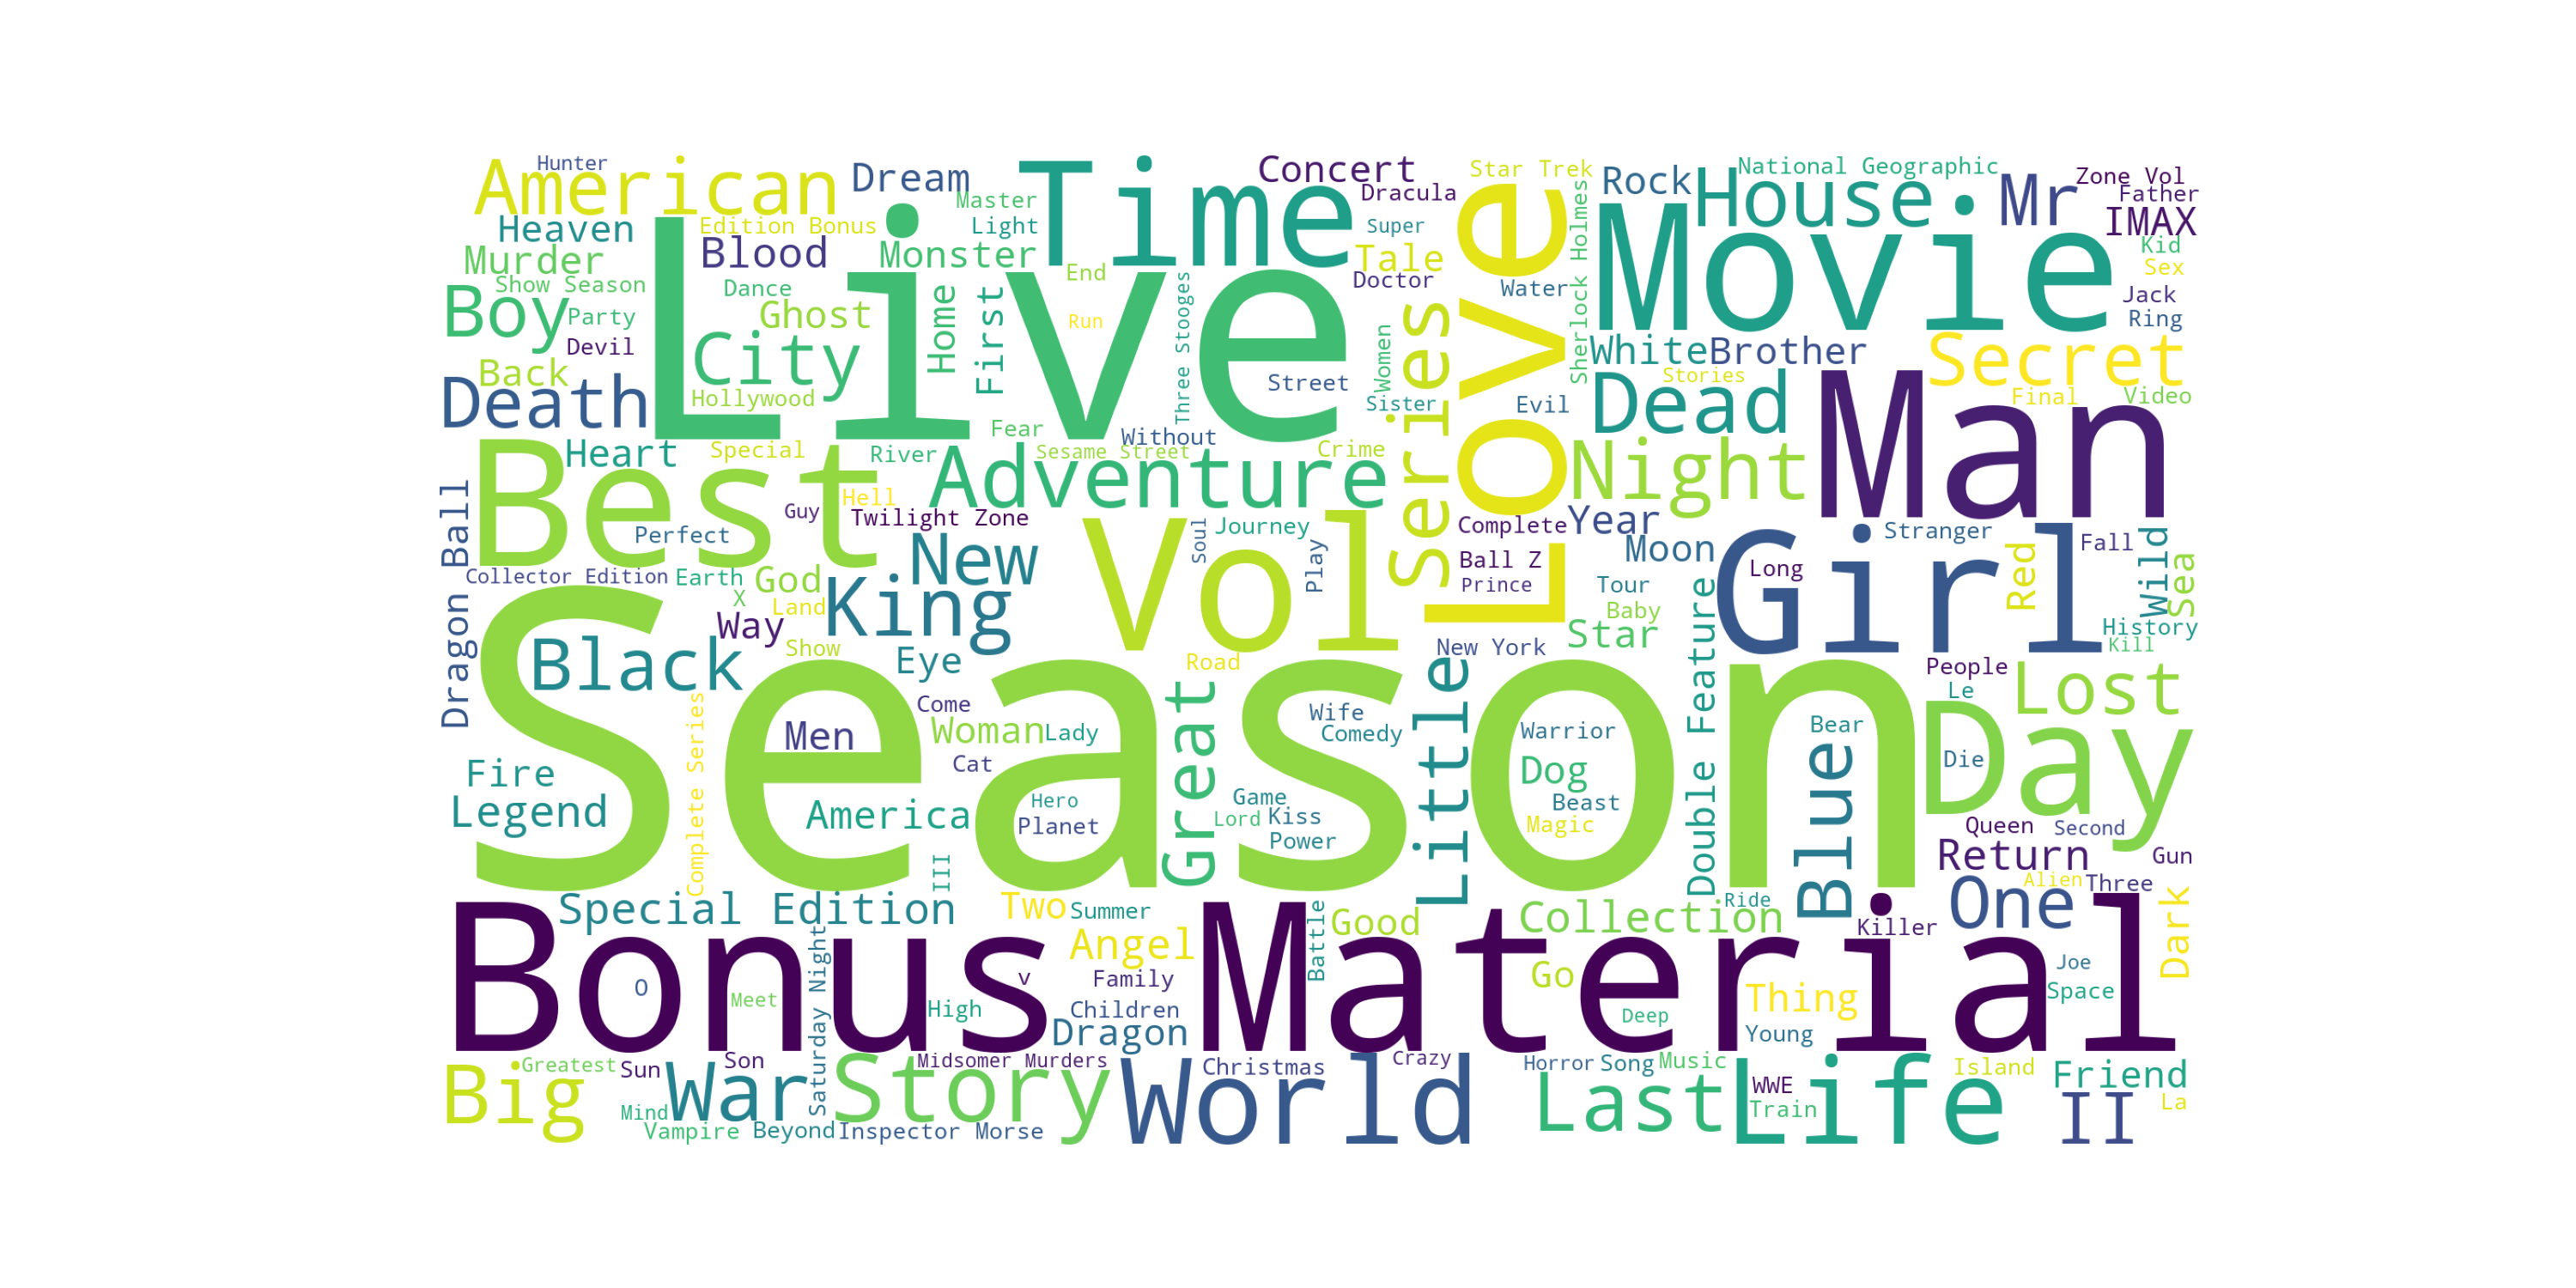 Hunter
American
Dream
Time
Concert
Star Trek
National Geographic
Rock
House
Mr
Zone Vol
Father
Master
Dracula
IMAX
Heaven
Edition Bonus
Light
Super
Love
Sherlock Holmes
Movie
Murder
Blood
Monster
Tale
Kid
Sex
Show Season
Dance
End
Doctor
Water
Jack
Boy
Party
Ghost
Live
Home
First
Run
Three Stooges
Women
Series
Ring
Devil
City
White
Brother
Secret
Back
Street
Stories
Death
Hollywood
Sister
Evil
Dead
Final
Video
Man
Heart
Special
River
Fear
Without
Sesame Street
Crime
Night
Best
Adventure
Hell
Guy
Twilight Zone
Soul
Journey
Complete
Year
Dragon Ball
Perfect
New
Vol
Play
Ball Z
Moon
Girl
Stranger
Red
Fall
Wild
Sea
Collector Edition
Earth
God
Prince
Tour
Long
X
Land
King
Baby
Way
Black
Show
Eye
Road
New York
Star
History
Kill
Double Feature
People
Lost
Season
Complete Series
Come
Great
Wife
Little
Le
Men
Woman
Lady
Comedy
Warrior
Bear
Day
Fire
Cat
Dog
Blue
Die
Legend
America
Hero
Planet
Game
Lord
Kiss
Power
Beast
Magic
Queen
Second
III
Return
Gun
Special Edition
Two
Summer
Battle
Good
Collection
Ride
Alien
Three
One
Dark
Bonus Material
Angel
Killer
Saturday Night
O
Meet
v
Family
Go
Joe
Thing
Space
High
Children
Dragon
Deep
Young
Greatest
Sun
Son
Midsomer Murders
Christmas
Crazy
Horror
Song
Music
Island
Friend
Big
War
Story
World
Last
WWE
Life
II
La
Mind
Train
Vampire
Beyond
Inspector Morse